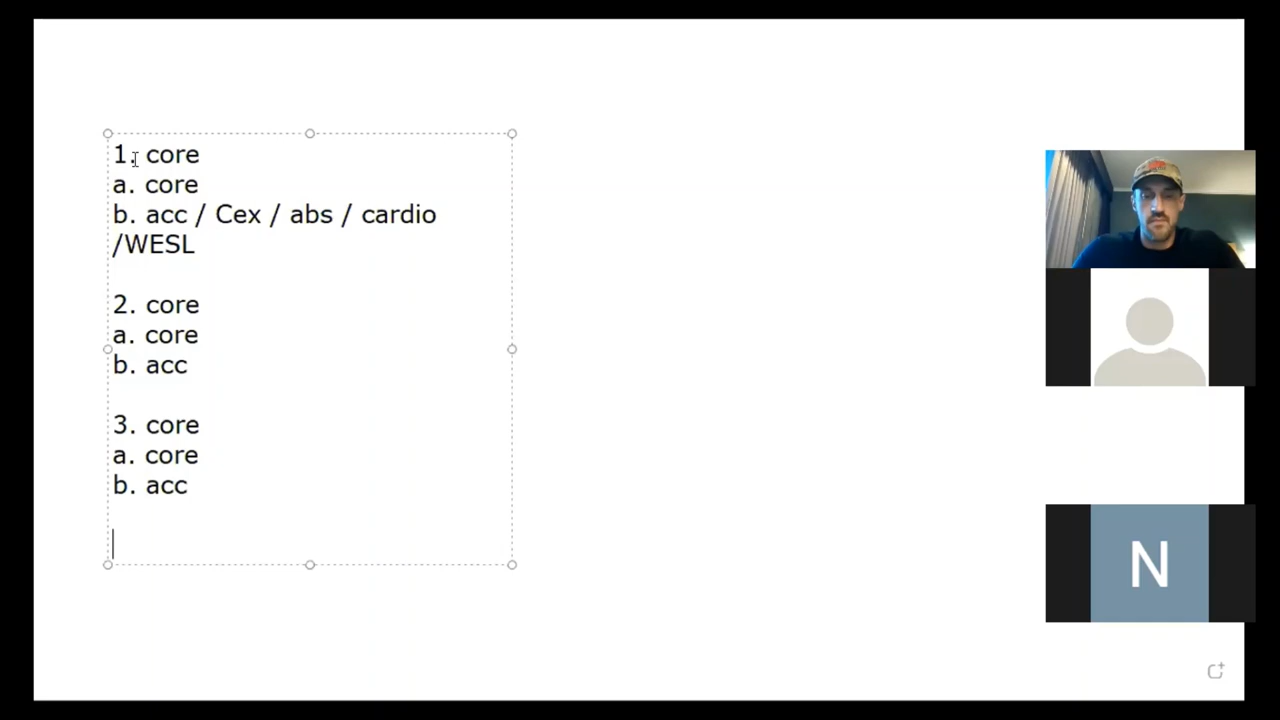 1. core
a. core
b. acc / Cex / abs / cardio
/WESL
2. core
a. core
b. acc
3. core
a. core
b. acc
N